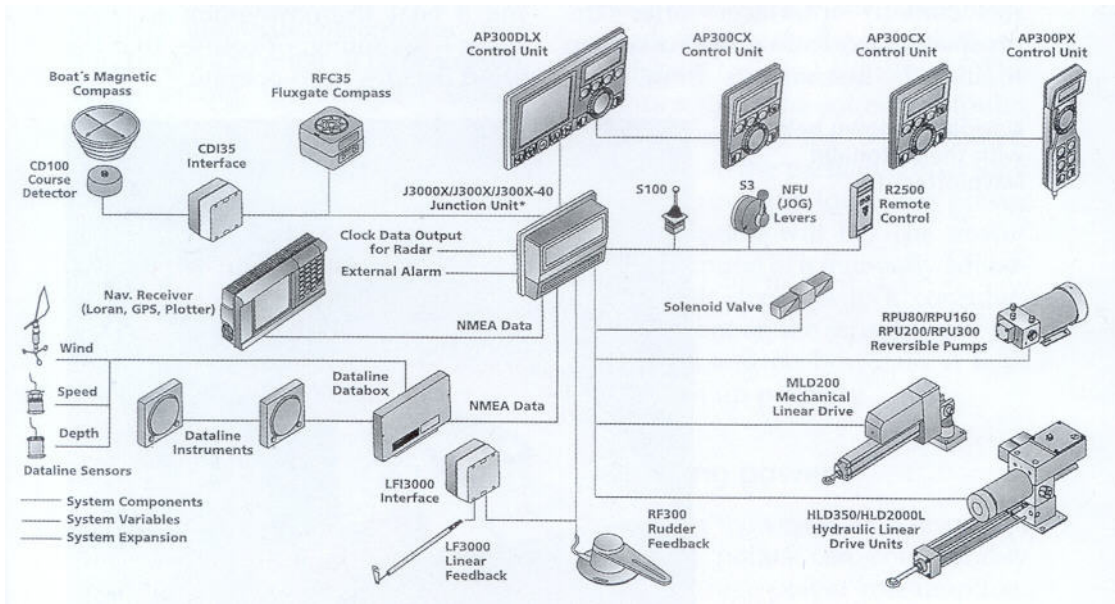 AP300DLX
Control Unit
AP300CX
Control Unit
AP300CX
Control Unit
AP300PX
Control Unit
Boat's Magnetic
Compass
RFC35
Fluxgate Compass
CD100
Course
Detector
CDI35
Interface
J3000X/J300X/J300X-40
Junction Unit*
S100
S3
NFU
(JOG)
Levers
R2500
Remote
Control
Clock Data Output
for Radar
External Alarm
Nav. Receiver
(Loran, GPS, Plotter)
NMEA Data
Solenoid Valve
RPU80/RPU160
RPU200/RPU300
Reversible Pumps
Wind
Speed
Depth
Dataline Sensors
Dataline
Instruments
Dataline
Databox
NMEA Data
MLD200
Mechanical
Linear Drive
LFI3000
Interface
LF3000
Linear
Feedback
RF300
Rudder
Feedback
HLD350/HLD2000L
Hydraulic Linear
Drive Units
System Components
System Variables
System Expansion